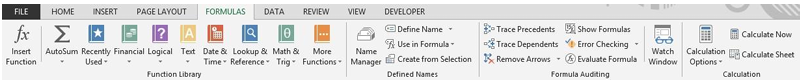 FILE HOME INSERT PAGE LAYOUT FORMULAS DATA REVIEW VIEW DEVELOPER
fx
Insert
Function
AutoSum
Recently
Used
Financial
Logical
Text
Date &
Time
Lookup &
Reference
Math &
Trig
More
Functions
Function Library
Name
Manager
Define Name
Use in Formula
Create from Selection
Defined Names
Trace Precedents
Trace Dependents
Remove Arrows
Show Formulas
Error Checking
Evaluate Formula
Formula Auditing
Watch
Window
Calculation
Options
Calculate Now
Calculate Sheet
Calculation